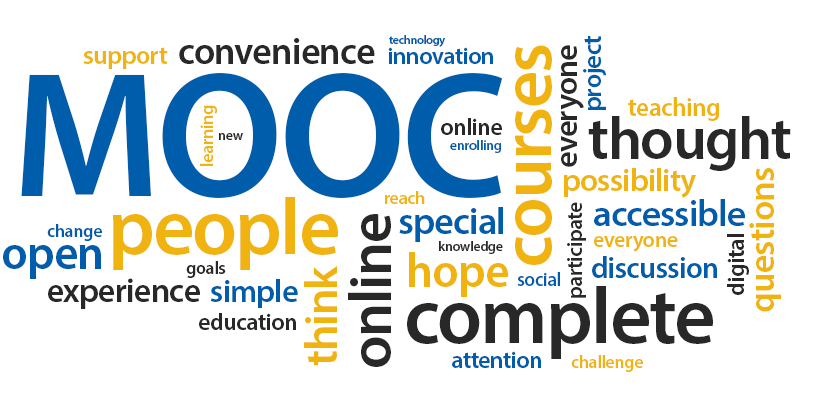 technology
support
convenience
innovation
MOOC
learning
new
online
enrolling
courses
everyone
project
teaching
thought
possibility
reach
people
special
change
open
knowledge
goals
hope
social
experience
simple
education
think
online
participate
accessible
everyone
discussion
digital
questions
complete
attention
challenge